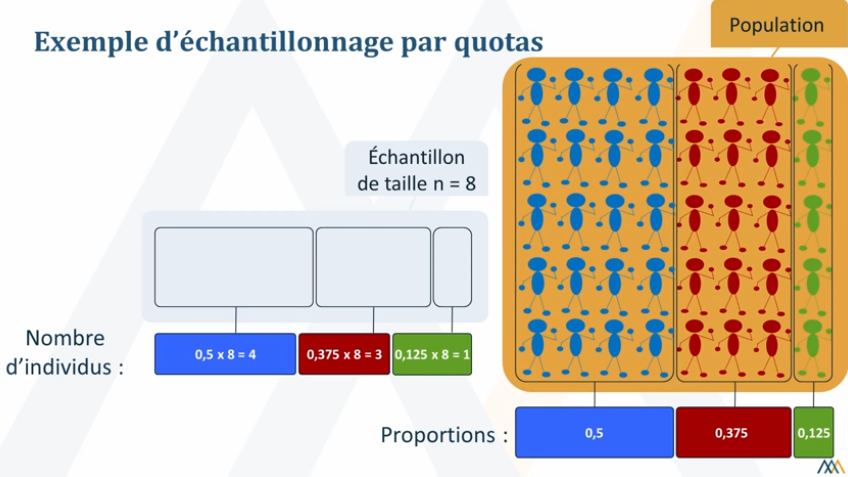 Exemple d’échantillonnage par quotas
Population
Échantillon
de taille n = 8
Nombre
d’individus :
0,5 x 8 = 4
0,375 x 8 = 3
0,125 x 8 = 1
Proportions :
0,5
0,375
0,125